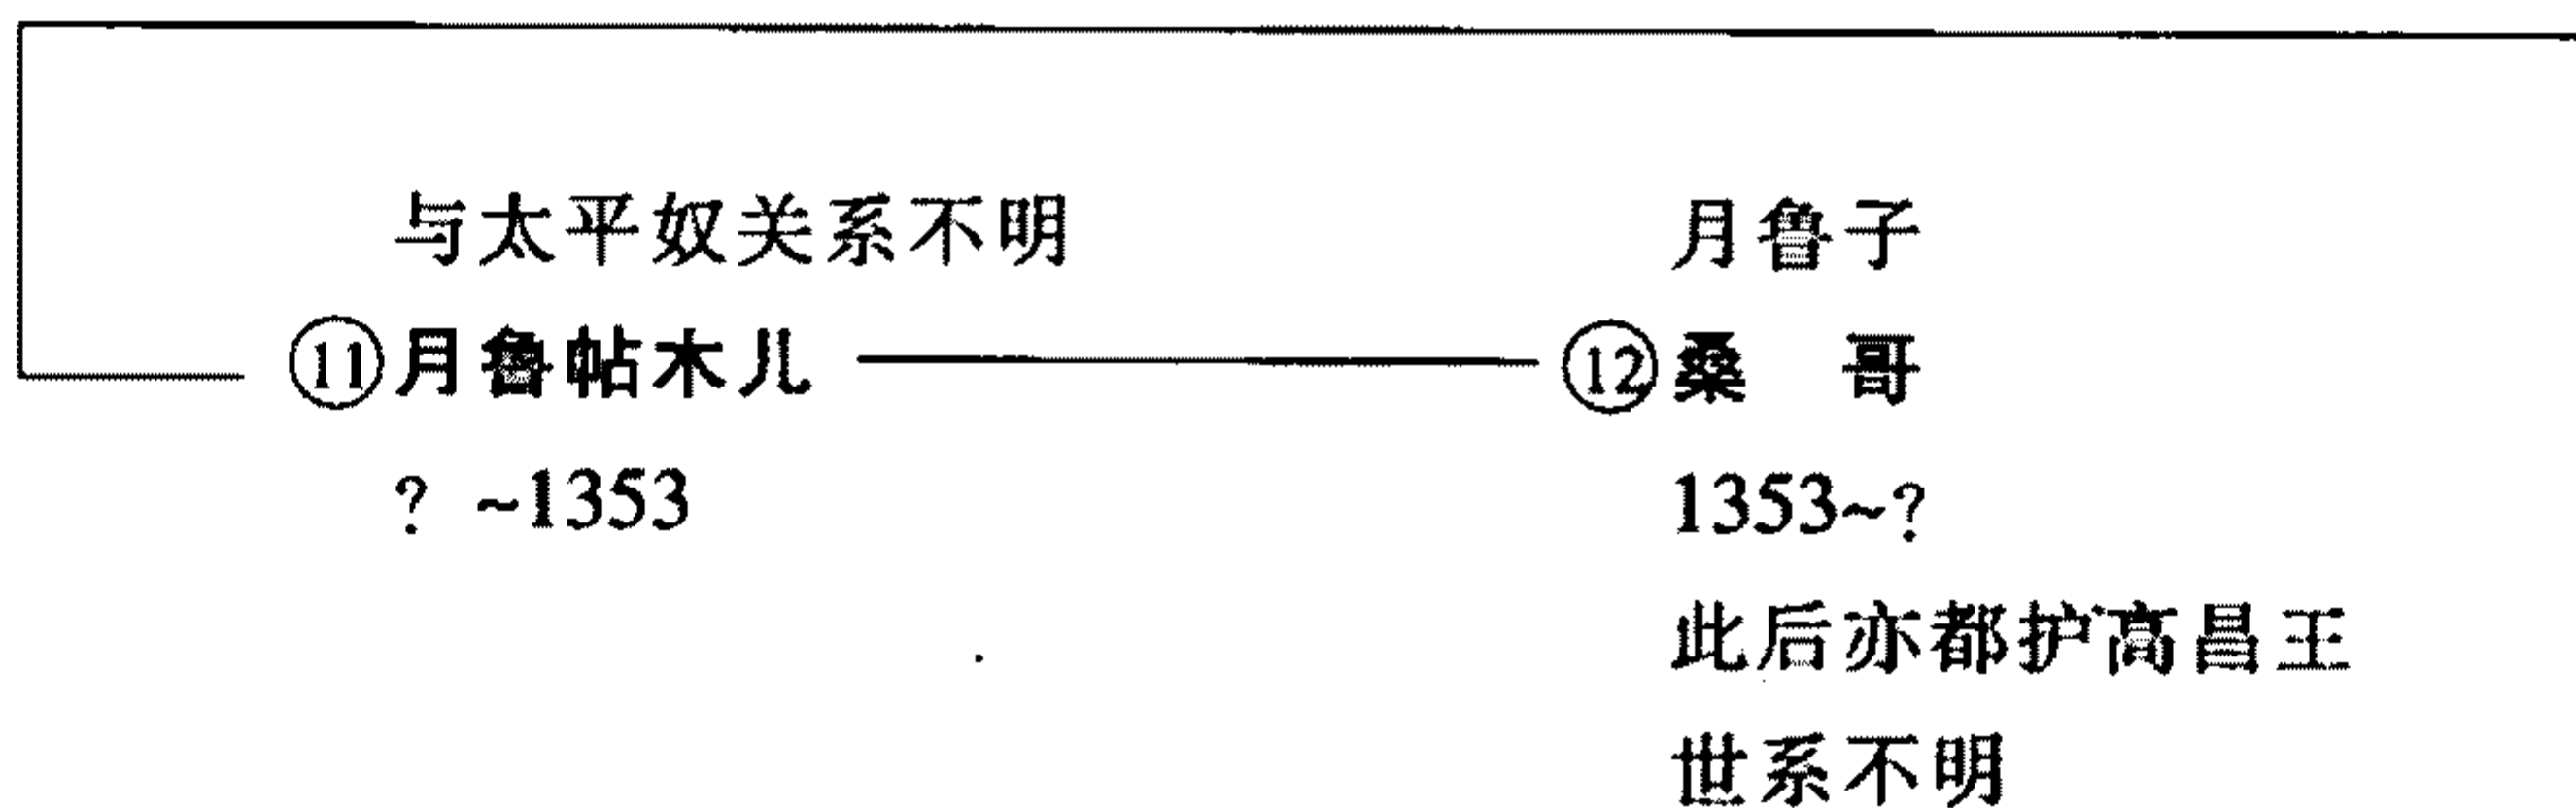 与太平奴关系不明
月鲁子
⑪月鲁帖木儿
⑫桑 哥
? ~1353
1353~?
此后亦都护高昌王
世系不明